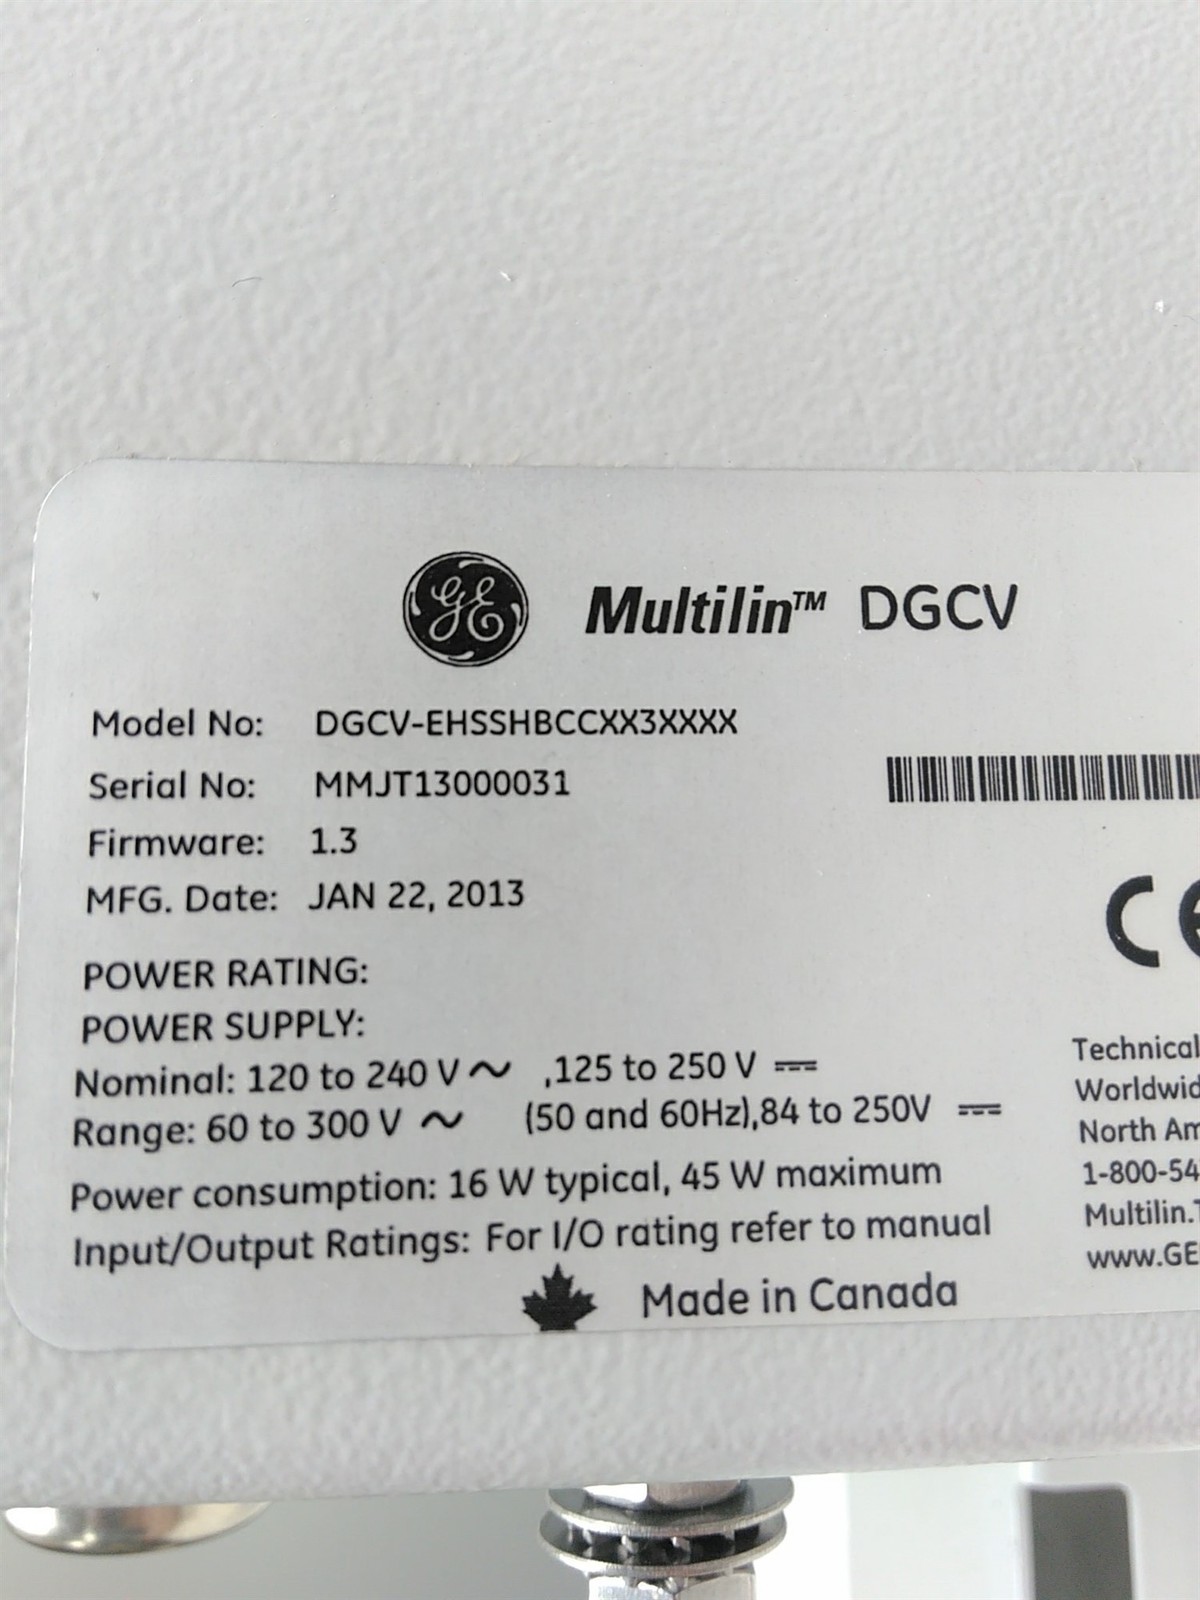 GE Multilin™ DGCV
Model No: DGCV-EHSSHBCCXX3XXXX
Serial No: MMJT13000031
Firmware: 1.3
MFG. Date: JAN 22, 2013
CE
POWER RATING:
POWER SUPPLY:
Nominal: 120 to 240 V ~ ,125 to 250 V ⎓
Range: 60 to 300 V ~ (50 and 60Hz),84 to 250V ⎓
Power consumption: 16 W typical, 45 W maximum
Input/Output Ratings: For I/O rating refer to manual
Made in Canada
Technical
Worldwid
North Am
1-800-54
Multilin.T
www.GE